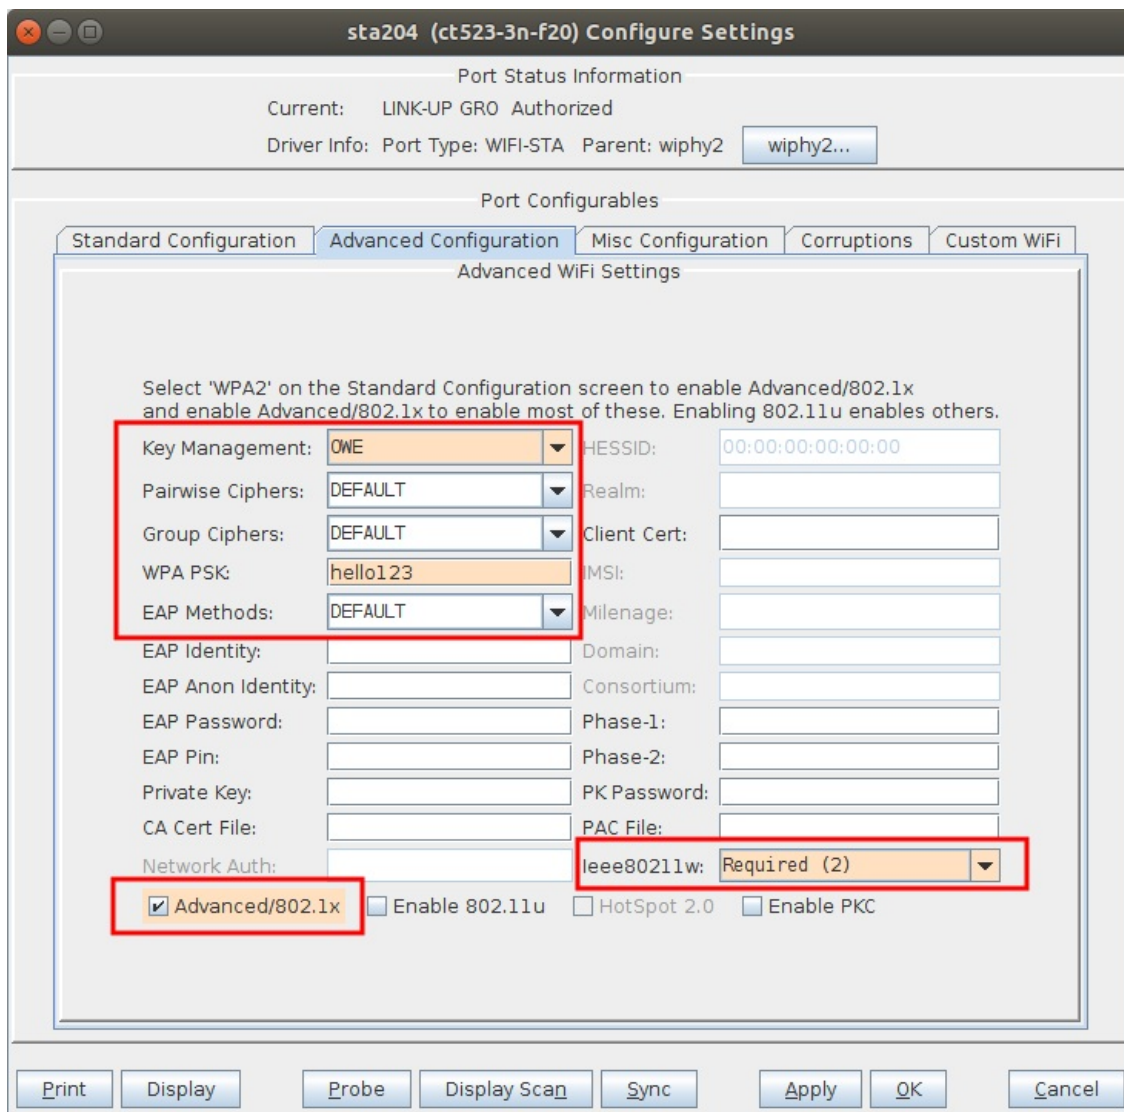 sta204 (ct523-3n-f20) Configure Settings
Port Status Information
Current: LINK-UP GRO Authorized
Driver Info: Port Type: WIFI-STA Parent: wiphy2 wiphy2...
Port Configurables
Standard Configuration Advanced Configuration Misc Configuration Corruptions Custom WiFi
Advanced WiFi Settings
Select 'WPA2' on the Standard Configuration screen to enable Advanced/802.1x
and enable Advanced/802.1x to enable most of these. Enabling 802.11u enables others.
Key Management: OWE HESSID: 00:00:00:00:00:00
Pairwise Ciphers: DEFAULT Realm:
Group Ciphers: DEFAULT Client Cert:
WPA PSK: hello123 IMSI:
EAP Methods: DEFAULT Milenage:
EAP Identity: Domain:
EAP Anon Identity: Consortium:
EAP Password: Phase-1:
EAP Pin: Phase-2:
Private Key: PK Password:
CA Cert File: PAC File:
Network Auth: Ieee80211w: Required (2)
Advanced/802.1x Enable 802.11u HotSpot 2.0 Enable PKC
Print Display Probe Display Scan Sync Apply OK Cancel